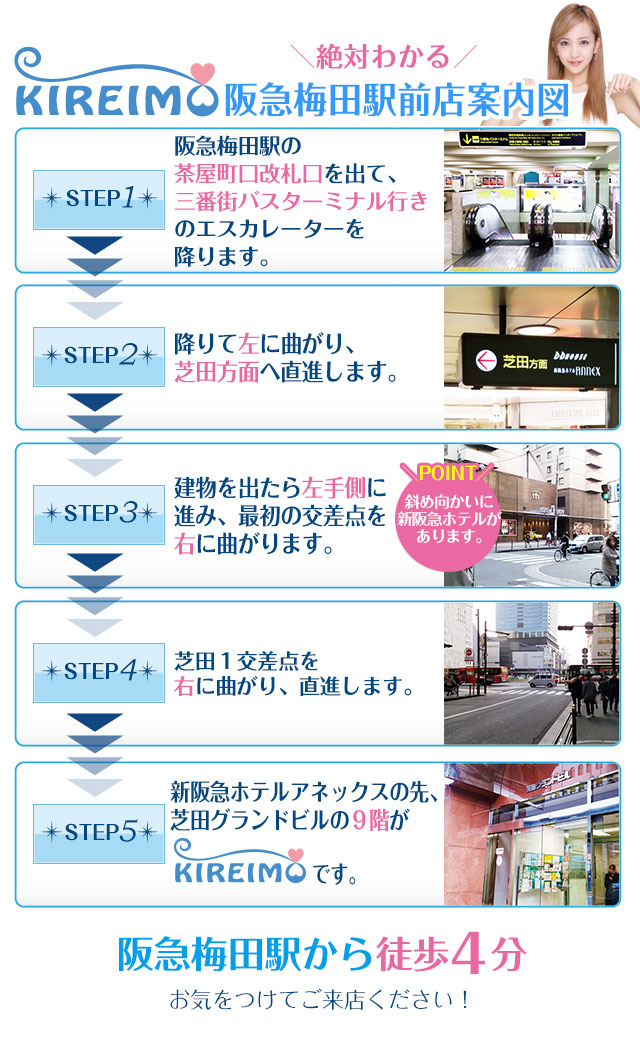 ＼絶対わかる／
KIREIMO 阪急梅田駅前店案内図
STEP1
阪急梅田駅の
茶屋町口改札口を出て、
三番街バスターミナル行き
のエスカレーターを
降ります。
STEP2
降りて左に曲がり、
芝田方面へ直進します。
芝田方面
新阪急ホテル ANNEX
STEP3
建物を出たら左手側に
進み、最初の交差点を
右に曲がります。
POINT
斜め向かいに
新阪急ホテルが
あります。
STEP4
芝田１交差点を
右に曲がり、直進します。
STEP5
新阪急ホテルアネックスの先、
芝田グランドビルの９階が
KIREIMO です。
阪急梅田駅から徒歩4分
お気をつけてご来店ください！